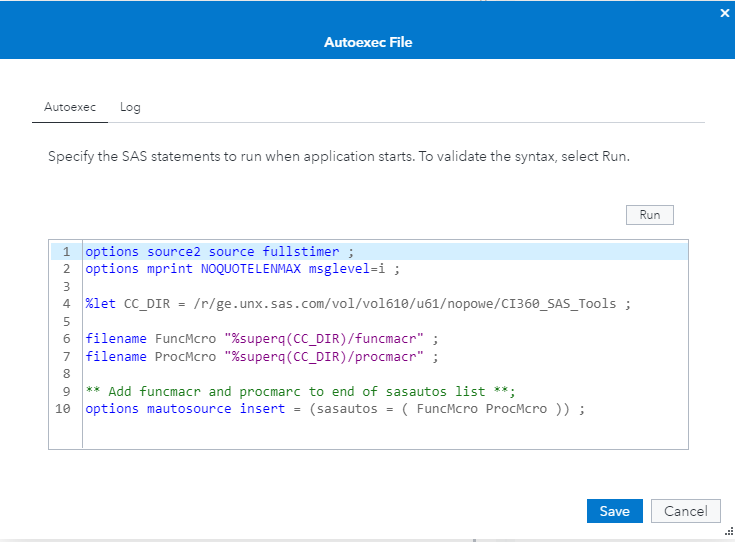 ×
Autoexec File
Autoexec Log
Specify the SAS statements to run when application starts. To validate the syntax, select Run.
Run
1 options source2 source fullstimer ;
2 options mprint NOQUOTELENMAX msglevel=i ;
3
4 %let CC_DIR = /r/ge.unx.sas.com/vol/vol610/u61/nopowe/CI360_SAS_Tools ;
5
6 filename FuncMcro "%superq(CC_DIR)/funcmacr" ;
7 filename ProcMcro "%superq(CC_DIR)/procmacr" ;
8
9 ** Add funcmacr and procmarc to end of sasautos list **;
10 options mautosource insert = (sasautos = ( FuncMcro ProcMcro )) ;
Save Cancel